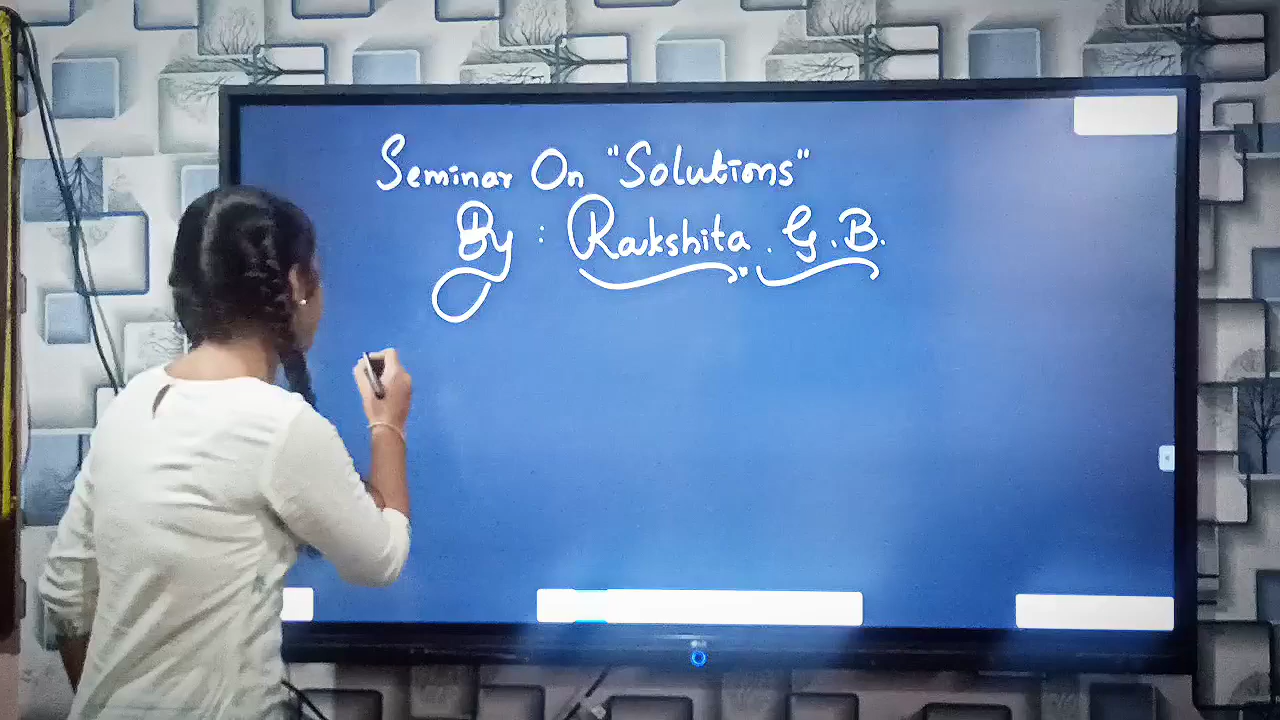 Seminar On "Solutions"
By : Rakshita . G . B.